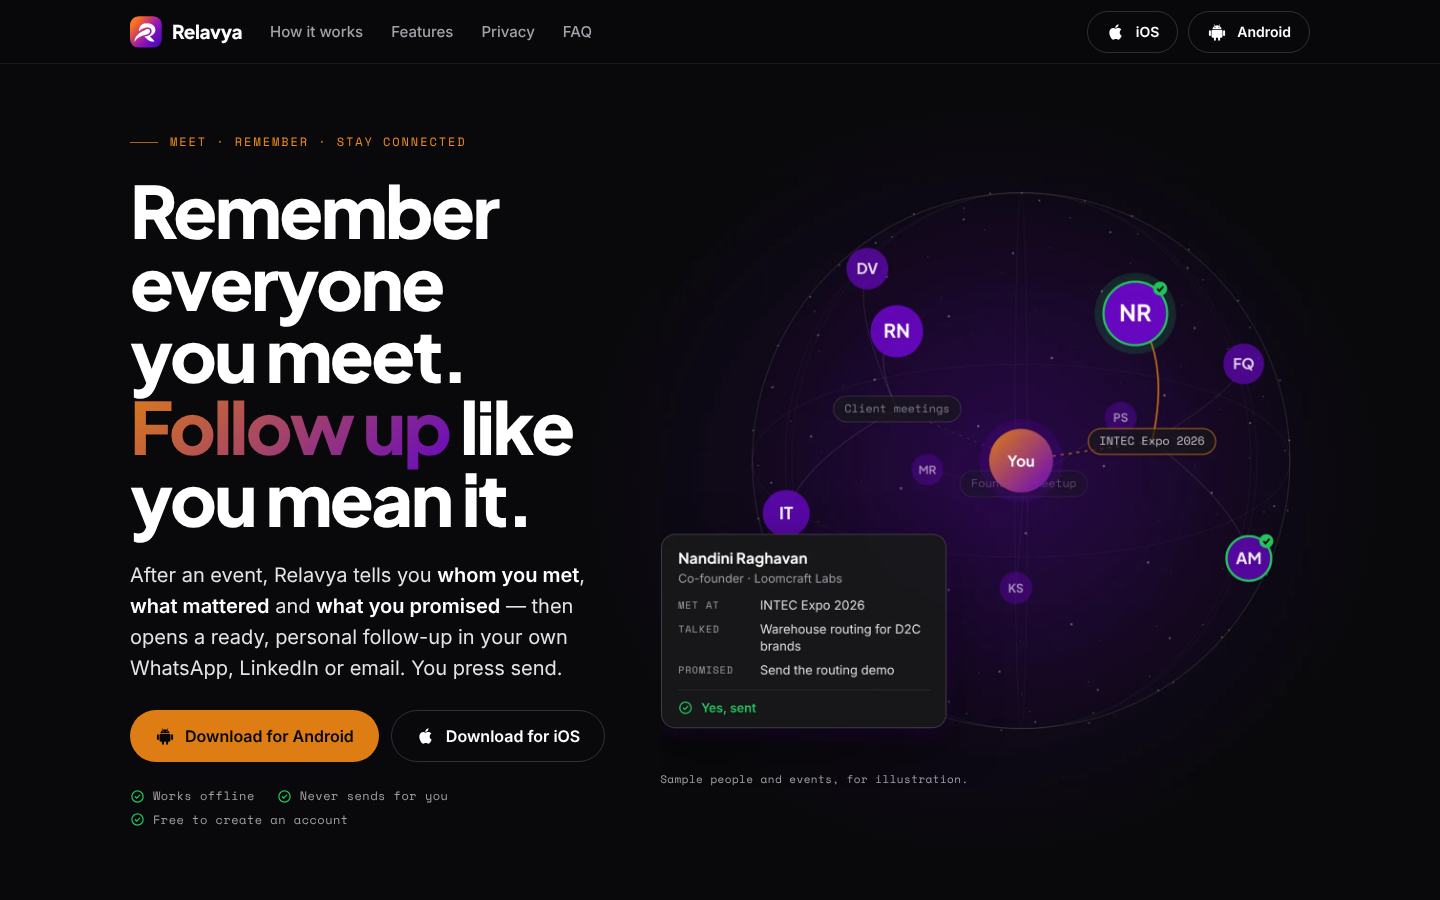 Relavya
How it works
Features
Privacy
FAQ
iOS
Android
MEET · REMEMBER · STAY CONNECTED
Remember
everyone
you meet.
Follow up like
you mean it.
After an event, Relavya tells you whom you met,
what mattered and what you promised — then
opens a ready, personal follow-up in your own
WhatsApp, LinkedIn or email. You press send.
Download for Android
Download for iOS
Works offline
Never sends for you
Free to create an account
DV
RN
NR
FQ
PS
Client meetings
INTEC Expo 2026
You
MR
IT
AM
KS
Nandini Raghavan
Co-founder · Loomcraft Labs
MET AT INTEC Expo 2026
TALKED Warehouse routing for D2C
brands
PROMISED Send the routing demo
Yes, sent
Sample people and events, for illustration.